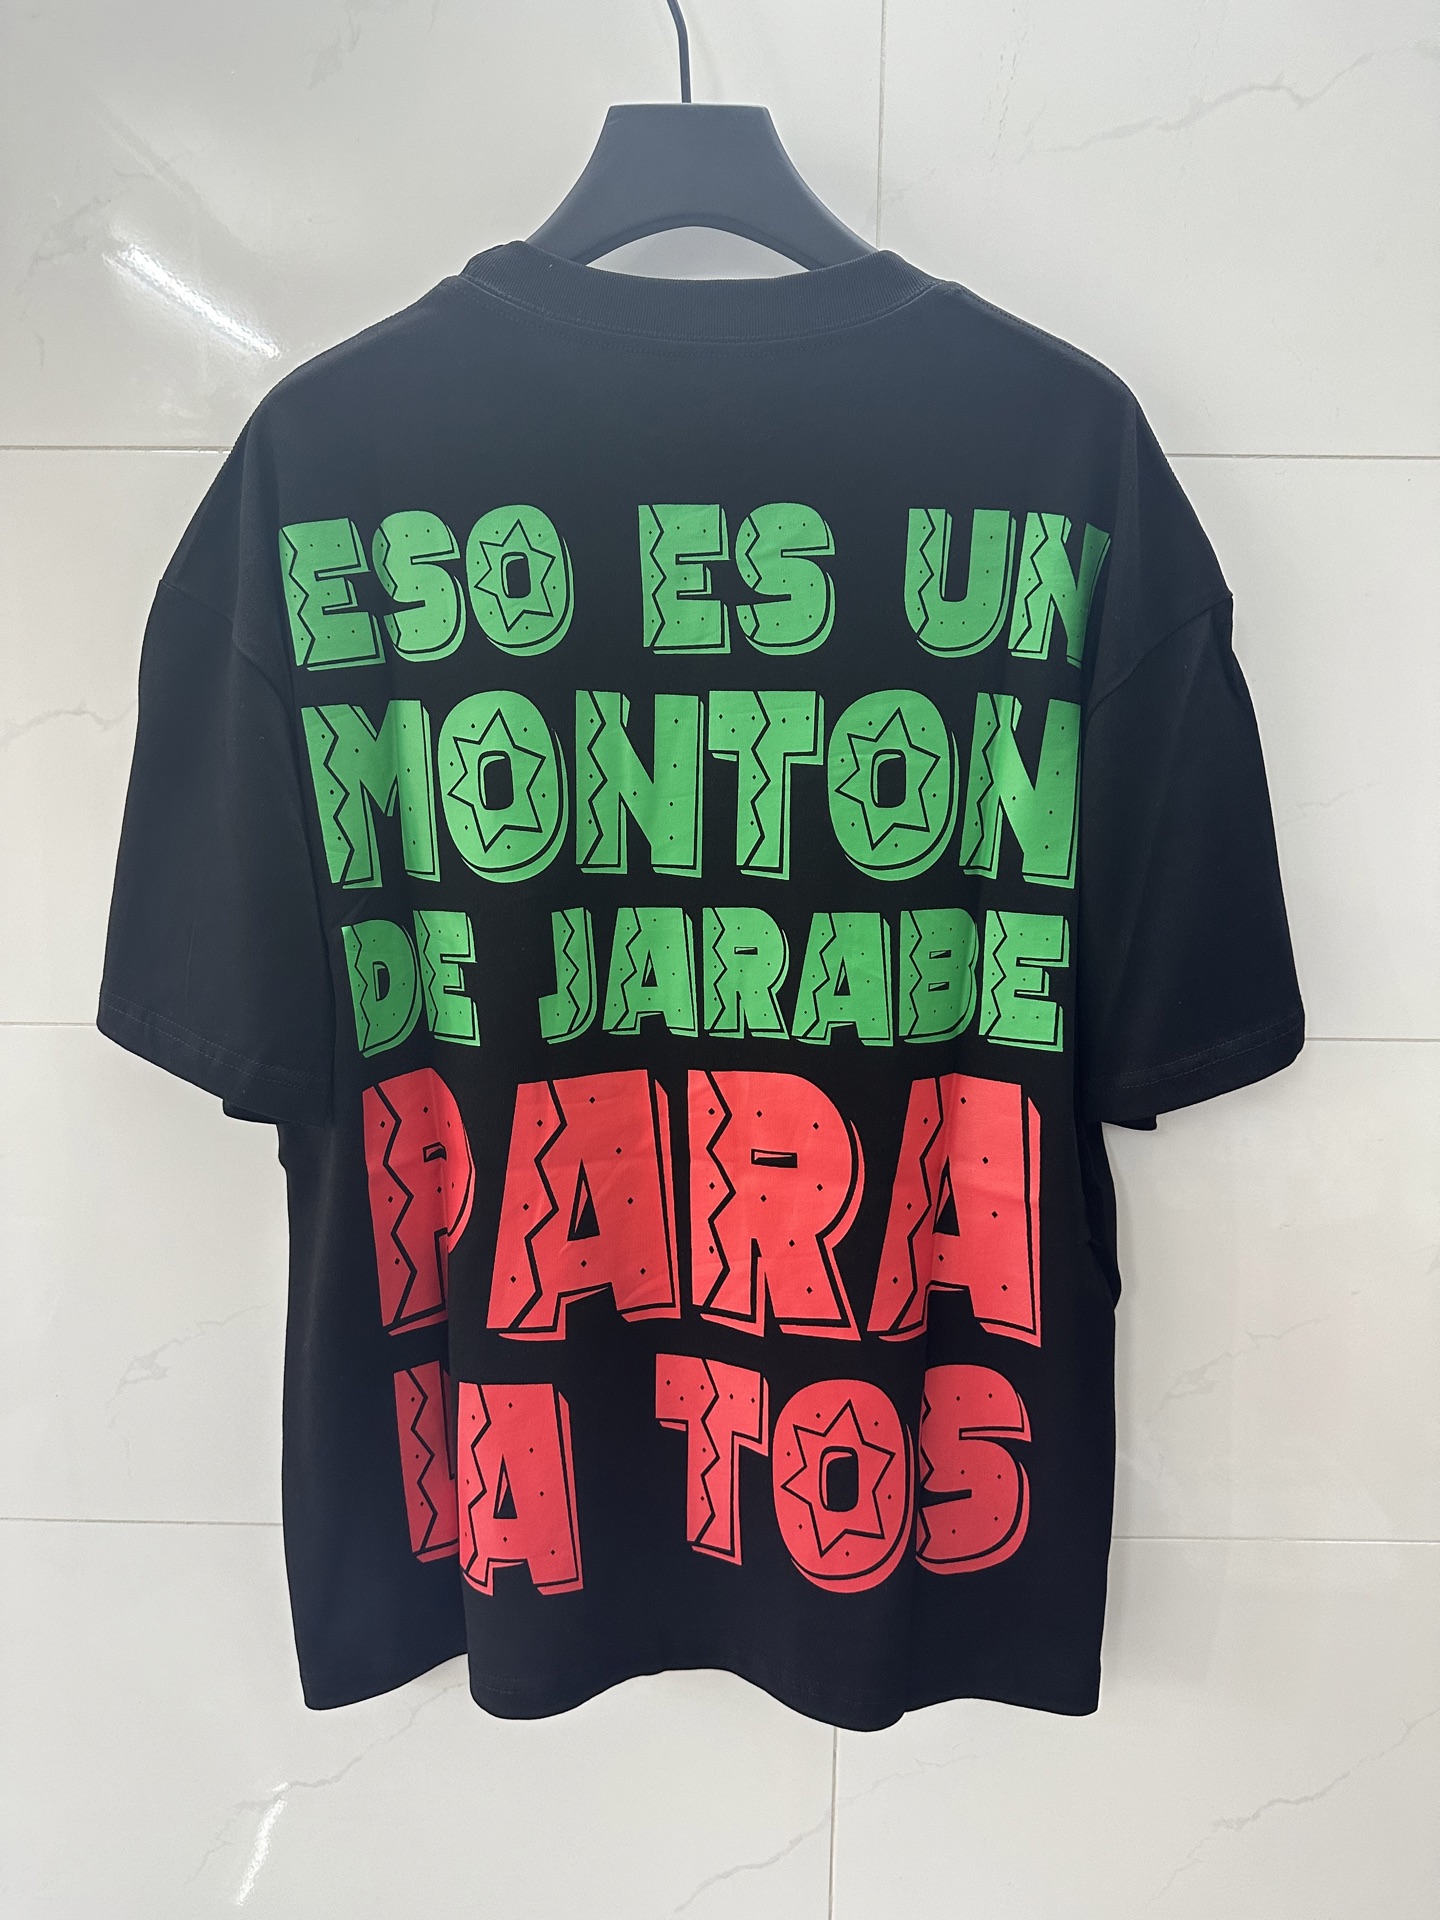 ESO ES UN
MONTON
DE JARABE
PARA
LA TOS